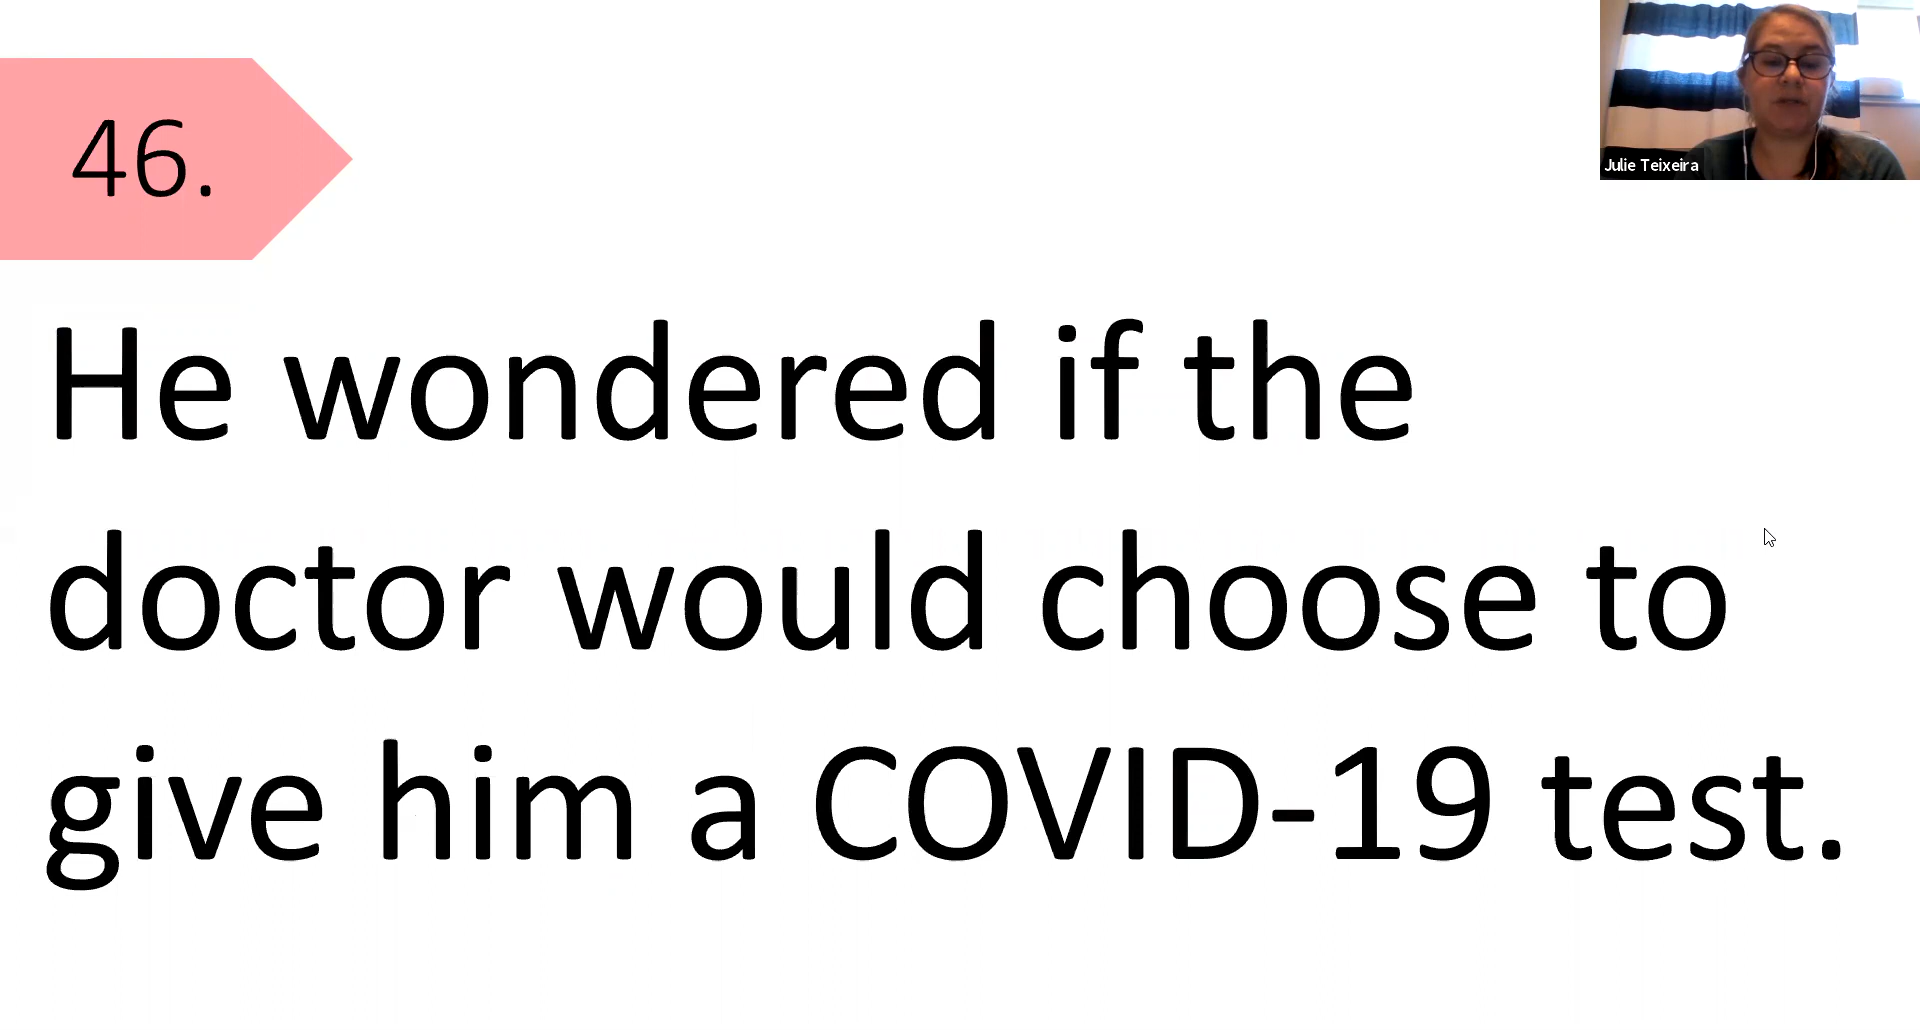 46.
Julie Teixeira
He wondered if the
doctor would choose to
give him a COVID-19 test.